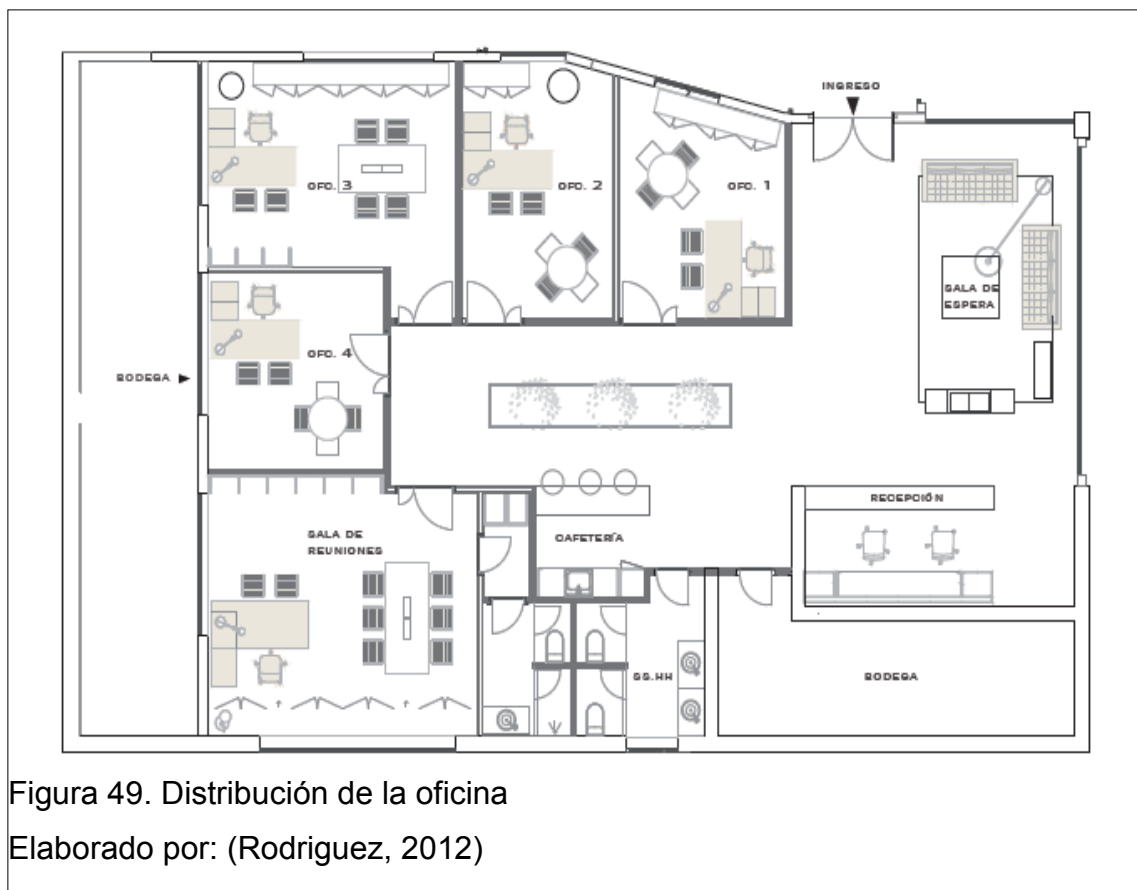 INGRESO
OFC. 3
OFC. 2
OFC. 1
SALA DE
ESPERA
OFC. 4
BODEGA
RECEPCIÓN
SALA DE
REUNIONES
CAFETERÍA
SS.HH
BODEGA
Figura 49. Distribución de la oficina
Elaborado por: (Rodriguez, 2012)